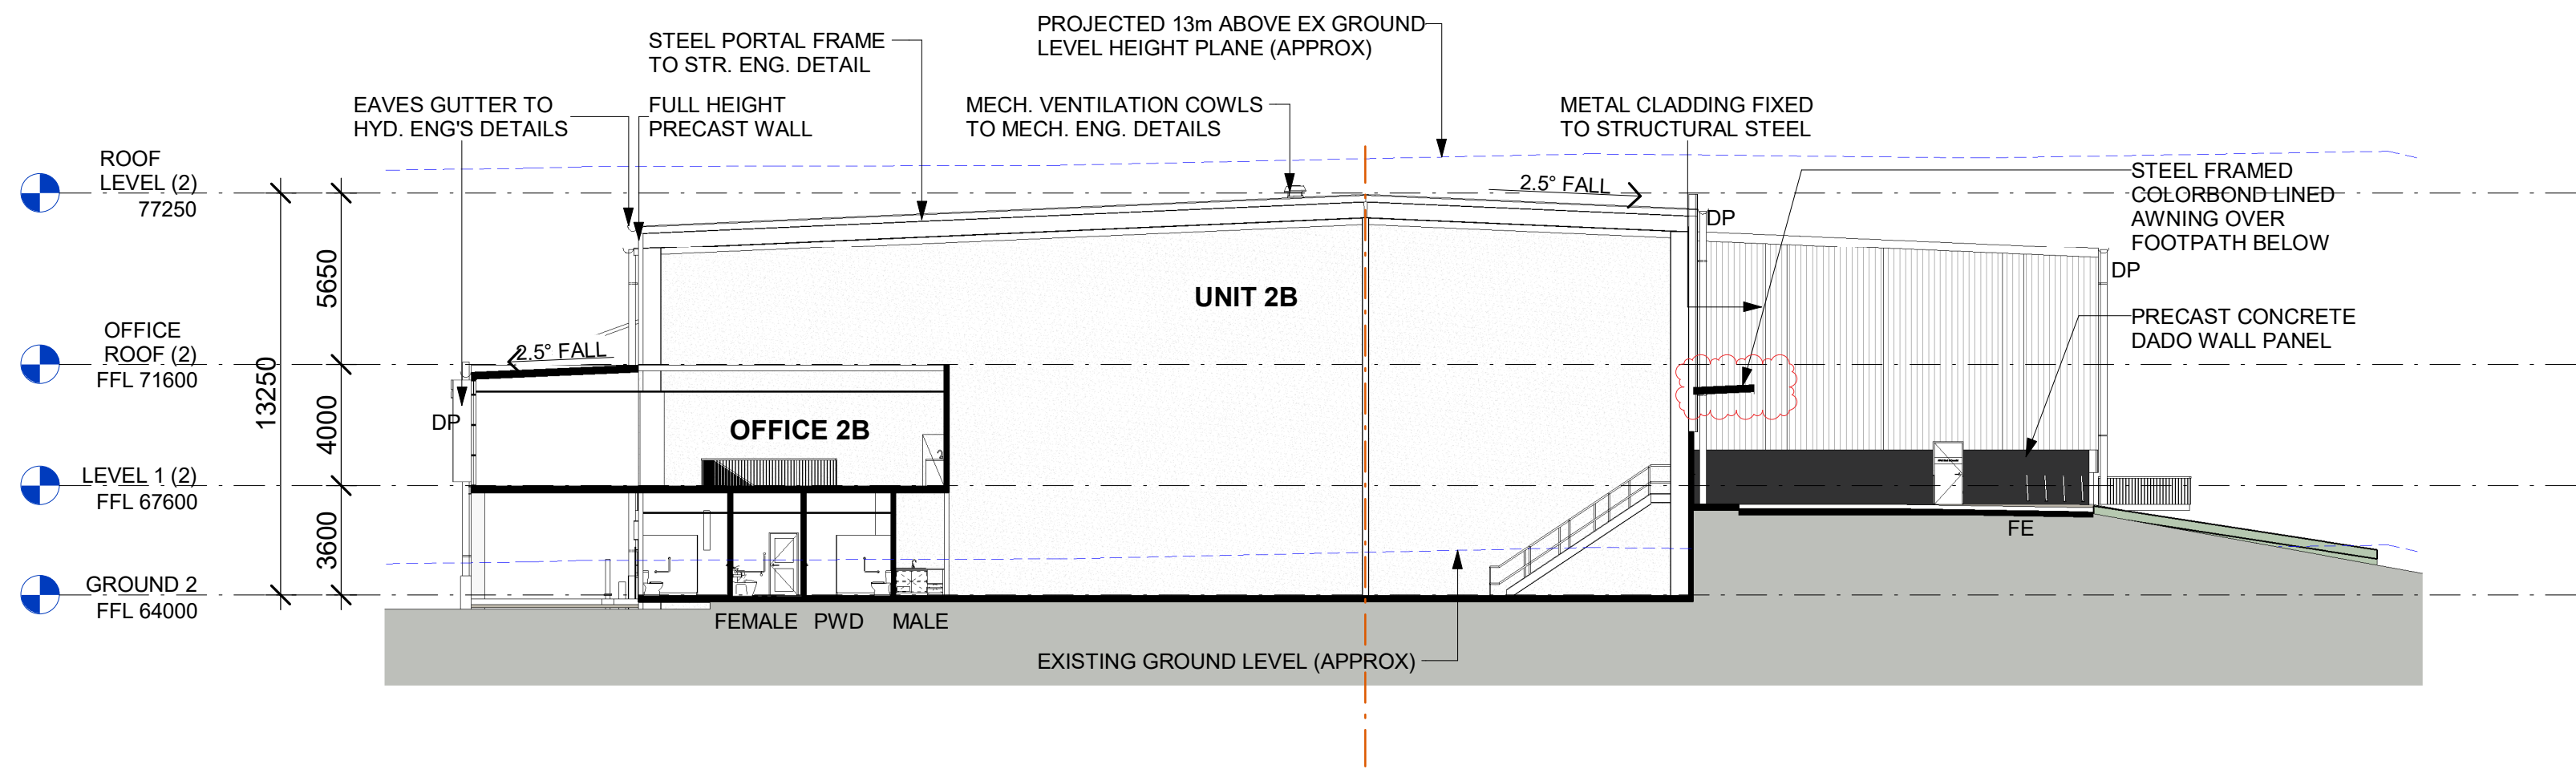 PROJECTED 13m ABOVE EX GROUND
LEVEL HEIGHT PLANE (APPROX)
STEEL PORTAL FRAME
TO STR. ENG. DETAIL
EAVES GUTTER TO
HYD. ENG'S DETAILS
FULL HEIGHT
PRECAST WALL
MECH. VENTILATION COWLS
TO MECH. ENG. DETAILS
METAL CLADDING FIXED
TO STRUCTURAL STEEL
ROOF
LEVEL (2)
77250
STEEL FRAMED
COLORBOND LINED
AWNING OVER
FOOTPATH BELOW
2.5° FALL
DP
DP
5650
UNIT 2B
PRECAST CONCRETE
DADO WALL PANEL
OFFICE
ROOF (2)
FFL 71600
2.5° FALL
13250
4000
DP
OFFICE 2B
LEVEL 1 (2)
FFL 67600
3600
FE
GROUND 2
FFL 64000
FEMALE
PWD
MALE
EXISTING GROUND LEVEL (APPROX)